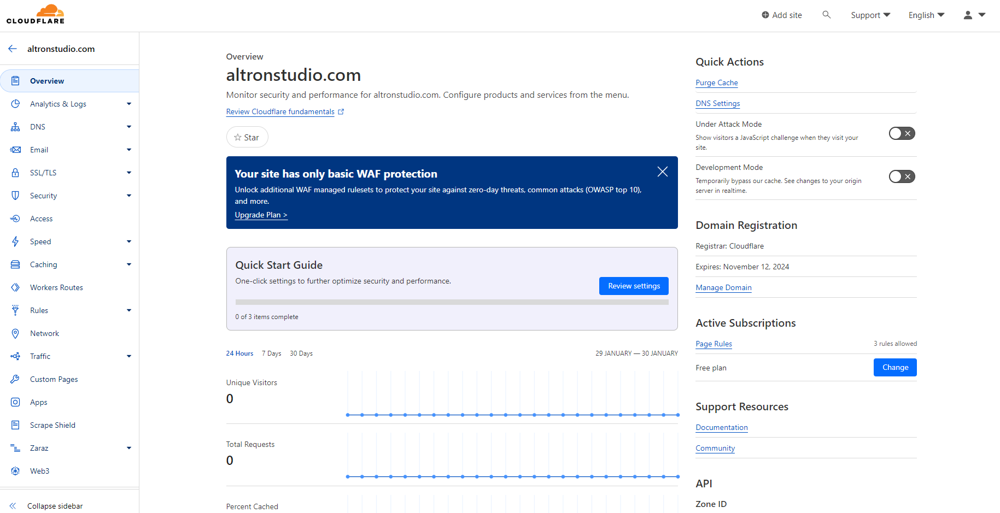 CLOUDFLARE
Add site
Support
English
altronstudio.com
Overview
Analytics & Logs
DNS
Email
SSL/TLS
Security
Access
Speed
Caching
Workers Routes
Rules
Network
Traffic
Custom Pages
Apps
Scrape Shield
Zaraz
Web3
Collapse sidebar
Overview
altronstudio.com
Monitor security and performance for altronstudio.com. Configure products and services from the menu.
Review Cloudflare fundamentals
Star
Your site has only basic WAF protection
Unlock additional WAF managed rulesets to protect your site against zero-day threats, common attacks (OWASP top 10),
and more.
Upgrade Plan >
Quick Start Guide
One-click settings to further optimize security and performance.
Review settings
0 of 3 items complete
24 Hours 7 Days 30 Days
29 JANUARY — 30 JANUARY
Unique Visitors
0
Total Requests
0
Percent Cached
Quick Actions
Purge Cache
DNS Settings
Under Attack Mode
Show visitors a JavaScript challenge when they visit your
site.
Development Mode
Temporarily bypass our cache. See changes to your origin
server in realtime.
Domain Registration
Registrar: Cloudflare
Expires: November 12, 2024
Manage Domain
Active Subscriptions
Page Rules 3 rules allowed
Free plan Change
Support Resources
Documentation
Community
API
Zone ID